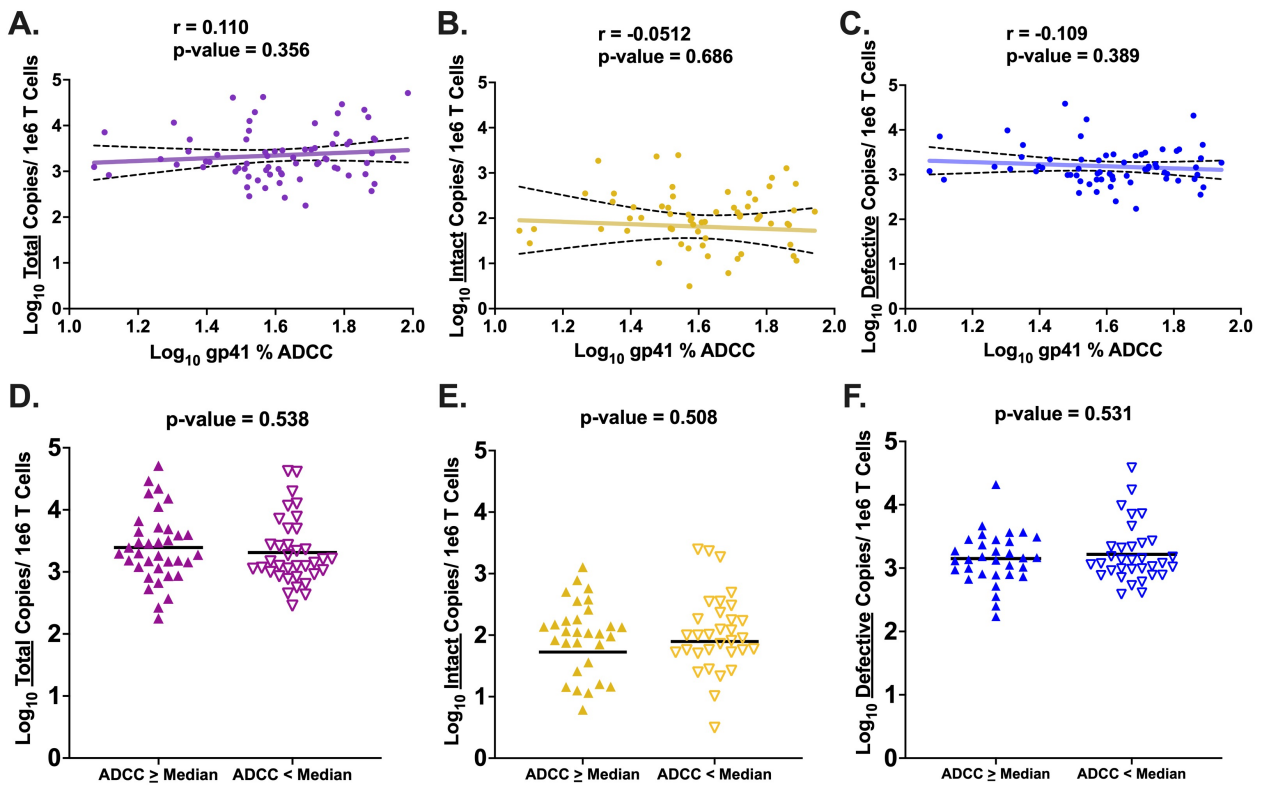 A.
r = 0.110
p-value = 0.356
Log10 Total Copies/ 1e6 T Cells
5
4
3
2
1
0
1.0 1.2 1.4 1.6 1.8 2.0
Log10 gp41 % ADCC
B.
r = -0.0512
p-value = 0.686
Log10 Intact Copies/ 1e6 T Cells
5
4
3
2
1
0
1.0 1.2 1.4 1.6 1.8 2.0
Log10 gp41 % ADCC
C.
r = -0.109
p-value = 0.389
Log10 Defective Copies/ 1e6 T Cells
5
4
3
2
1
0
1.0 1.2 1.4 1.6 1.8 2.0
Log10 gp41 % ADCC
D.
p-value = 0.538
Log10 Total Copies/ 1e6 T Cells
5
4
3
2
1
0
ADCC ≥ Median ADCC < Median
E.
p-value = 0.508
Log10 Intact Copies/ 1e6 T Cells
5
4
3
2
1
0
ADCC ≥ Median ADCC < Median
F.
p-value = 0.531
Log10 Defective Copies/ 1e6 T Cells
5
4
3
2
1
0
ADCC ≥ Median ADCC < Median